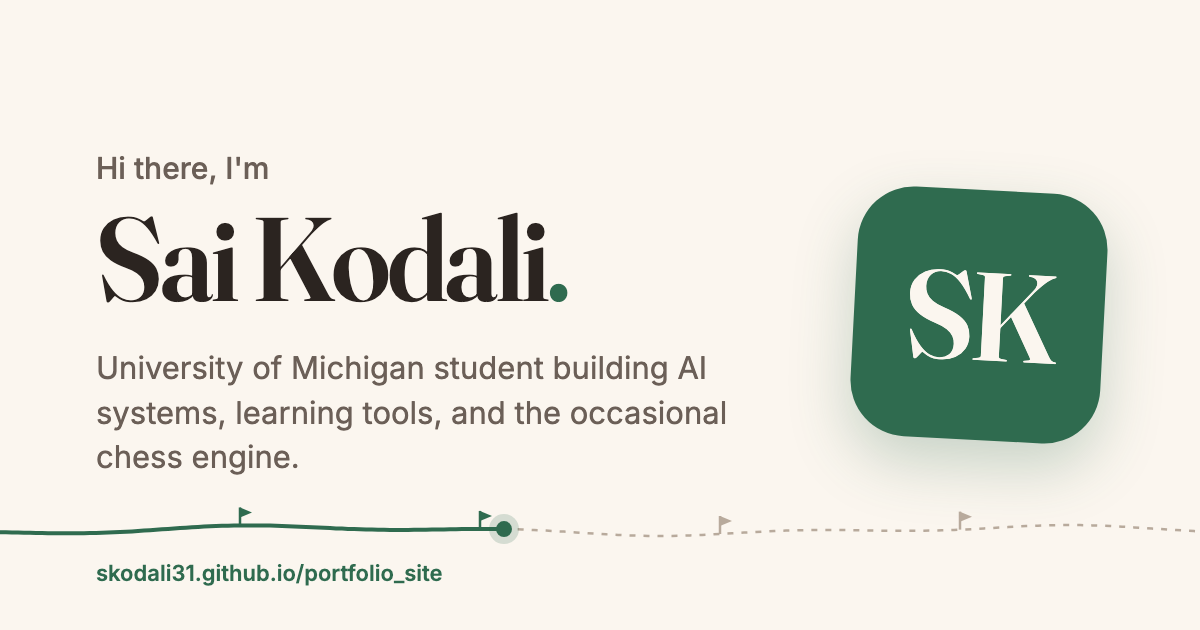 Hi there, I'm
Sai Kodali.
SK
University of Michigan student building AI
systems, learning tools, and the occasional
chess engine.
skodali31.github.io/portfolio_site